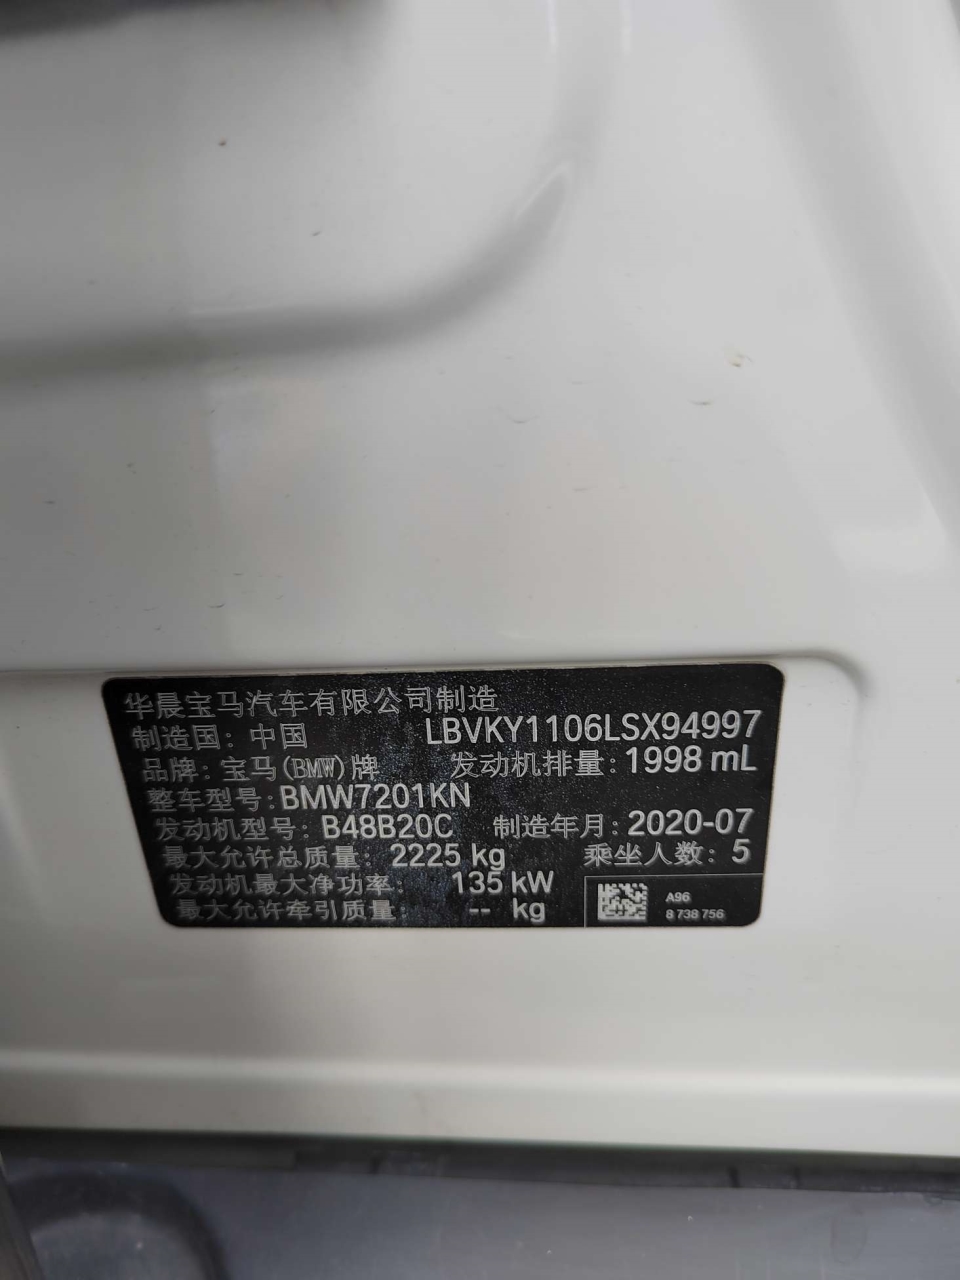 华晨宝马汽车有限公司制造
制造国：中国 LBVKY1106LSX94997
品牌：宝马(BMW)牌 发动机排量：1998 mL
整车型号：BMW7201KN
发动机型号：B48B20C 制造年月：2020-07
最大允许总质量：2225 kg 乘坐人数：5
发动机最大净功率：135 kW
最大允许牵引质量：-- kg
A96
8 738 756